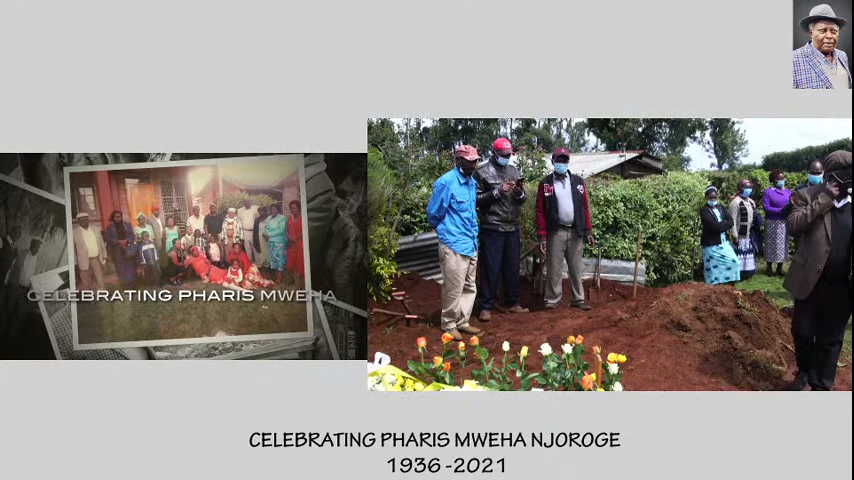 CELEBRATING PHARIS MWEHA
CELEBRATING PHARIS MWEHA NJOROGE
1936-2021